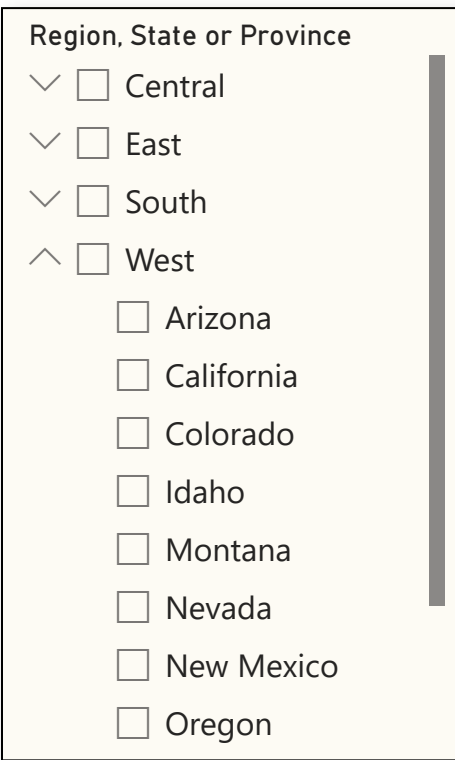 Region, State or Province
Central
East
South
West
Arizona
California
Colorado
Idaho
Montana
Nevada
New Mexico
Oregon